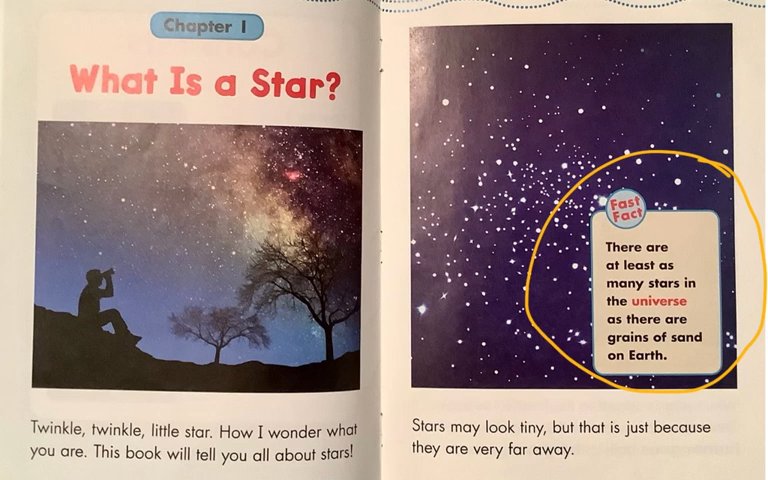 Chapter 1
What Is a Star?
Twinkle, twinkle, little star. How I wonder what
you are. This book will tell you all about stars!
Fast
Fact
There are
at least as
many stars in
the universe
as there are
grains of sand
on Earth.
Stars may look tiny, but that is just because
they are very far away.